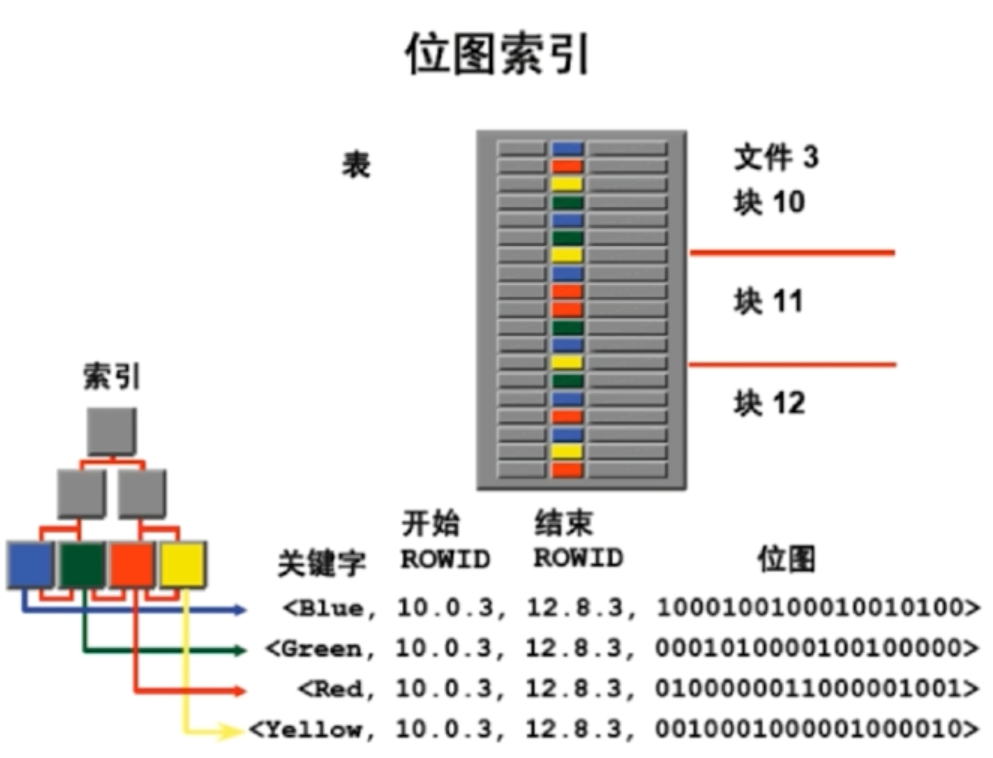 位图索引
表
文件 3
块 10
块 11
块 12
索引
关键字 开始 ROWID 结束 ROWID 位图
<Blue, 10.0.3, 12.8.3, 1000100100010010100>
<Green, 10.0.3, 12.8.3, 0001010000100100000>
<Red, 10.0.3, 12.8.3, 0100000011000001001>
<Yellow, 10.0.3, 12.8.3, 0010001000001000010>